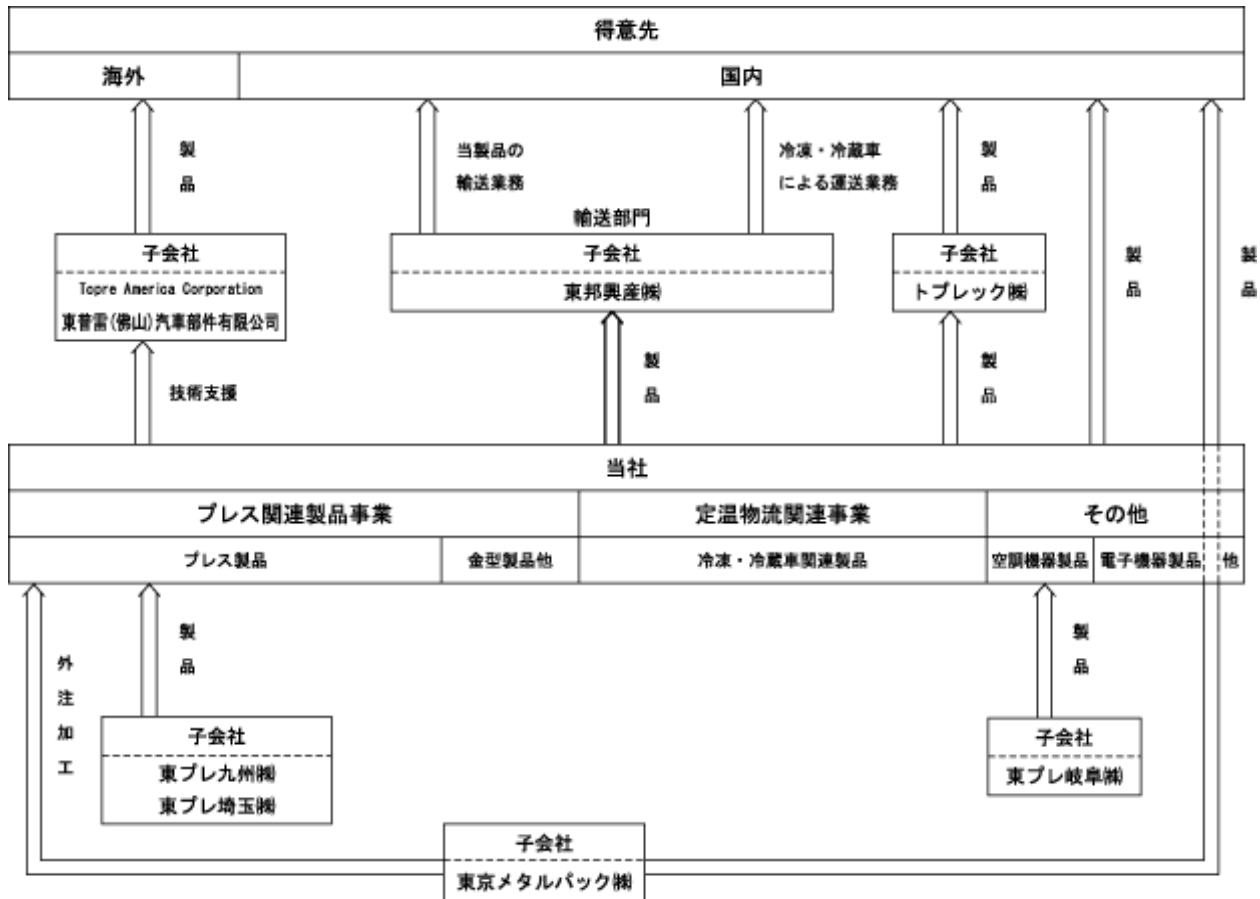 得意先
海外
国内
製
品
当製品の
輸送業務
冷凍・冷蔵車
による運送業務
製
品
輸送部門
子会社
Topre America Corporation
東普雷(佛山)汽車部件有限公司
子会社
東邦興産㈱
子会社
トプレック㈱
製
品
製
品
技術支援
製
品
製
品
当社
プレス関連製品事業
定温物流関連事業
その他
プレス製品
金型製品他
冷凍・冷蔵車関連製品
空調機器製品
電子機器製品
他
外
注
加
工
製
品
製
品
子会社
東プレ九州㈱
東プレ埼玉㈱
子会社
東プレ岐阜㈱
子会社
東京メタルパック㈱